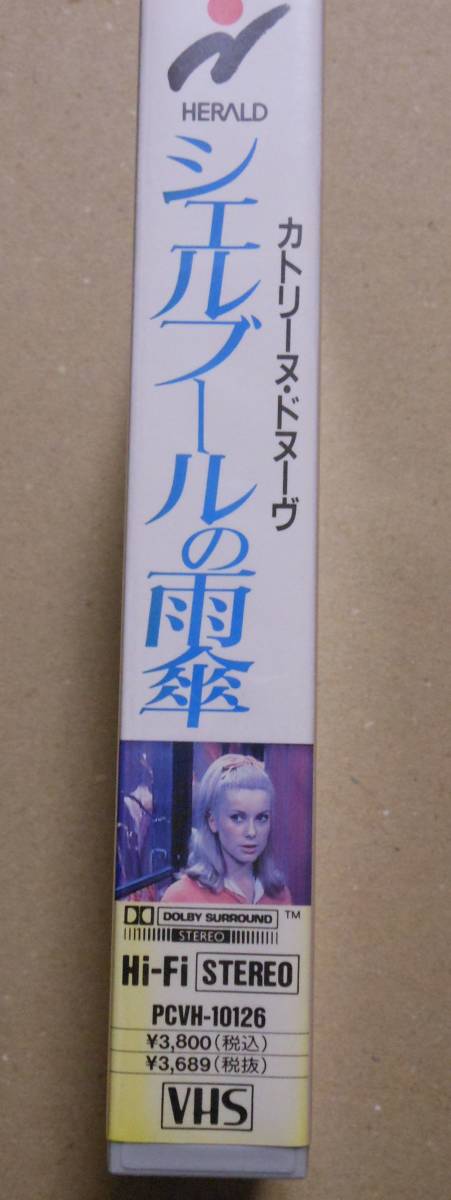 HERALD
シェルブールの雨傘
カトリーヌ・ドヌーヴ
DOLBY SURROUND ™
STEREO
Hi-Fi STEREO
PCVH-10126
¥3,800(税込)
¥3,689(税抜)
VHS